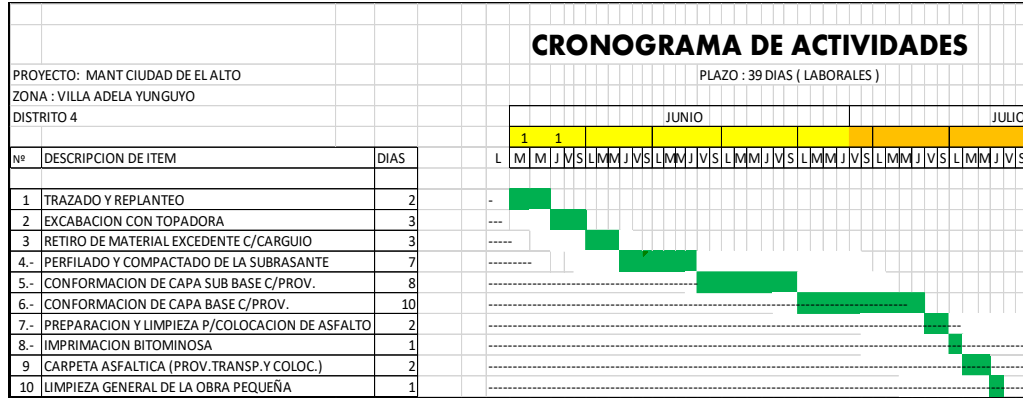 CRONOGRAMA DE ACTIVIDADES
PROYECTO: MANT CIUDAD DE EL ALTO PLAZO : 39 DIAS ( LABORALES )
ZONA : VILLA ADELA YUNGUYO
DISTRITO 4 JUNIO JULIO
1 1
Nº DESCRIPCION DE ITEM DIAS L M M J V S L M M J V S L M M J V S L M M J V S L M M J V S L M M J V S L M M J V S
1 TRAZADO Y REPLANTEO 2 -
2 EXCABACION CON TOPADORA 3 ---
3 RETIRO DE MATERIAL EXCEDENTE C/CARGUIO 3 -----
4.- PERFILADO Y COMPACTADO DE LA SUBRASANTE 7 ---------
5.- CONFORMACION DE CAPA SUB BASE C/PROV. 8
6.- CONFORMACION DE CAPA BASE C/PROV. 10
7.- PREPARACION Y LIMPIEZA P/COLOCACION DE ASFALTO 2
8.- IMPRIMACION BITOMINOSA 1
9 CARPETA ASFALTICA (PROV.TRANSP.Y COLOC.) 2
10 LIMPIEZA GENERAL DE LA OBRA PEQUEÑA 1